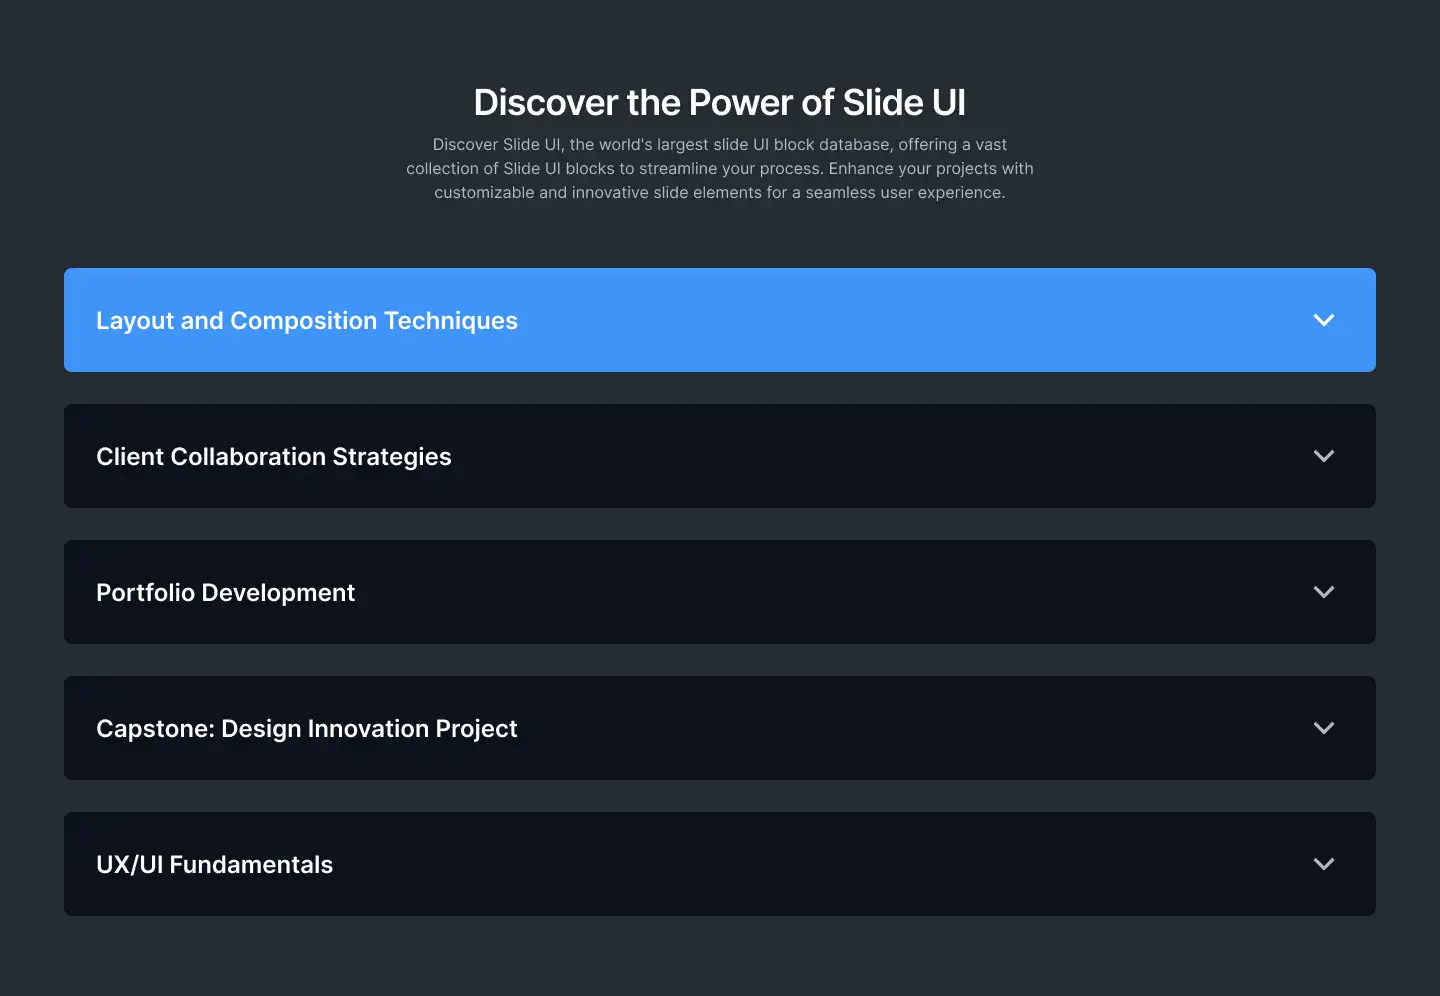 Discover the Power of Slide UI
Discover Slide UI, the world's largest slide UI block database, offering a vast
collection of Slide UI blocks to streamline your process. Enhance your projects with
customizable and innovative slide elements for a seamless user experience.
Layout and Composition Techniques
Client Collaboration Strategies
Portfolio Development
Capstone: Design Innovation Project
UX/UI Fundamentals